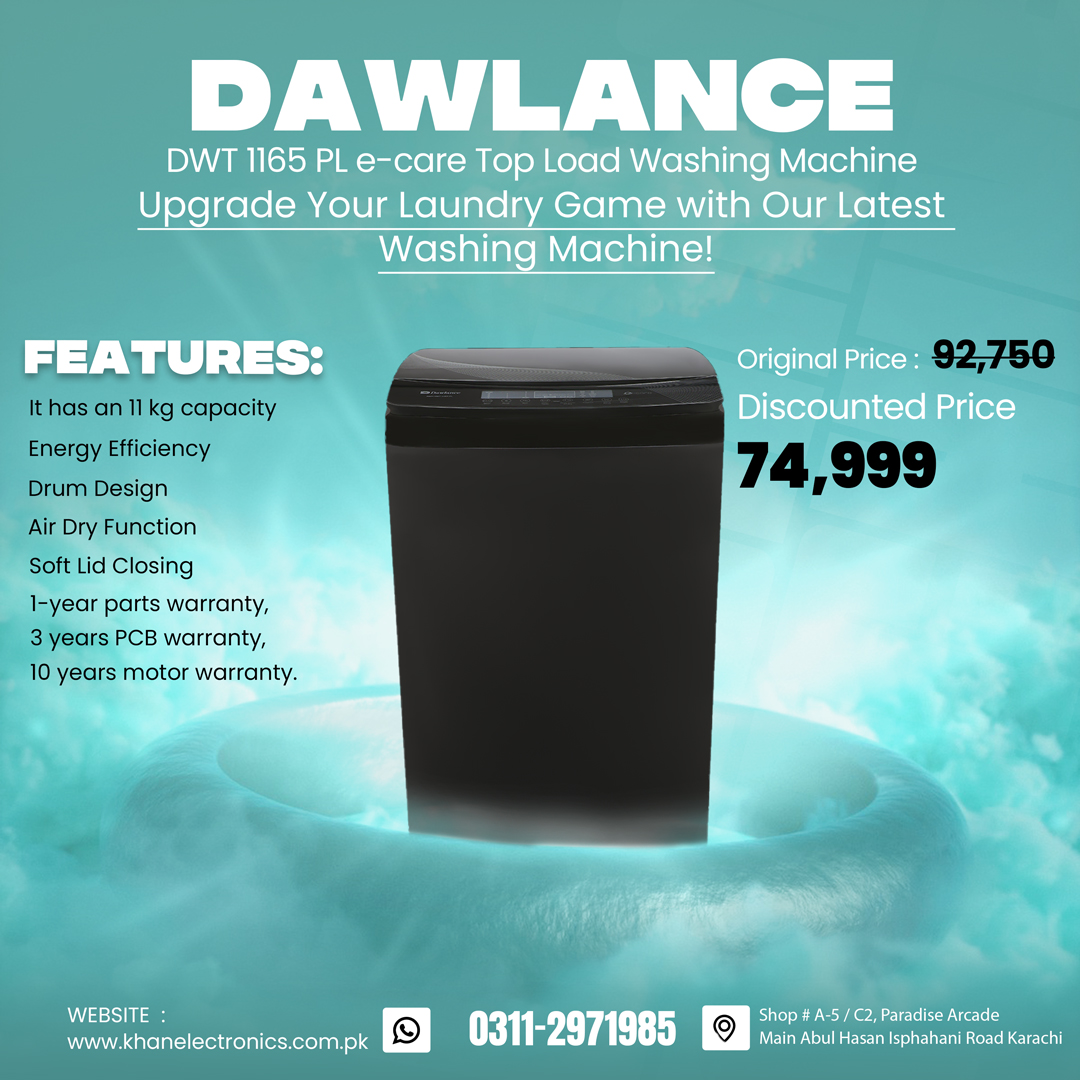 DAWLANCE
DWT 1165 PL e-care Top Load Washing Machine
Upgrade Your Laundry Game with Our Latest
Washing Machine!
FEATURES:
It has an 11 kg capacity
Energy Efficiency
Drum Design
Air Dry Function
Soft Lid Closing
1-year parts warranty,
3 years PCB warranty,
10 years motor warranty.
Original Price : 92,750
Discounted Price
74,999
Dawlance
WEBSITE :
www.khanelectronics.com.pk
0311-2971985
Shop # A-5 / C2, Paradise Arcade
Main Abul Hasan Isphahani Road Karachi